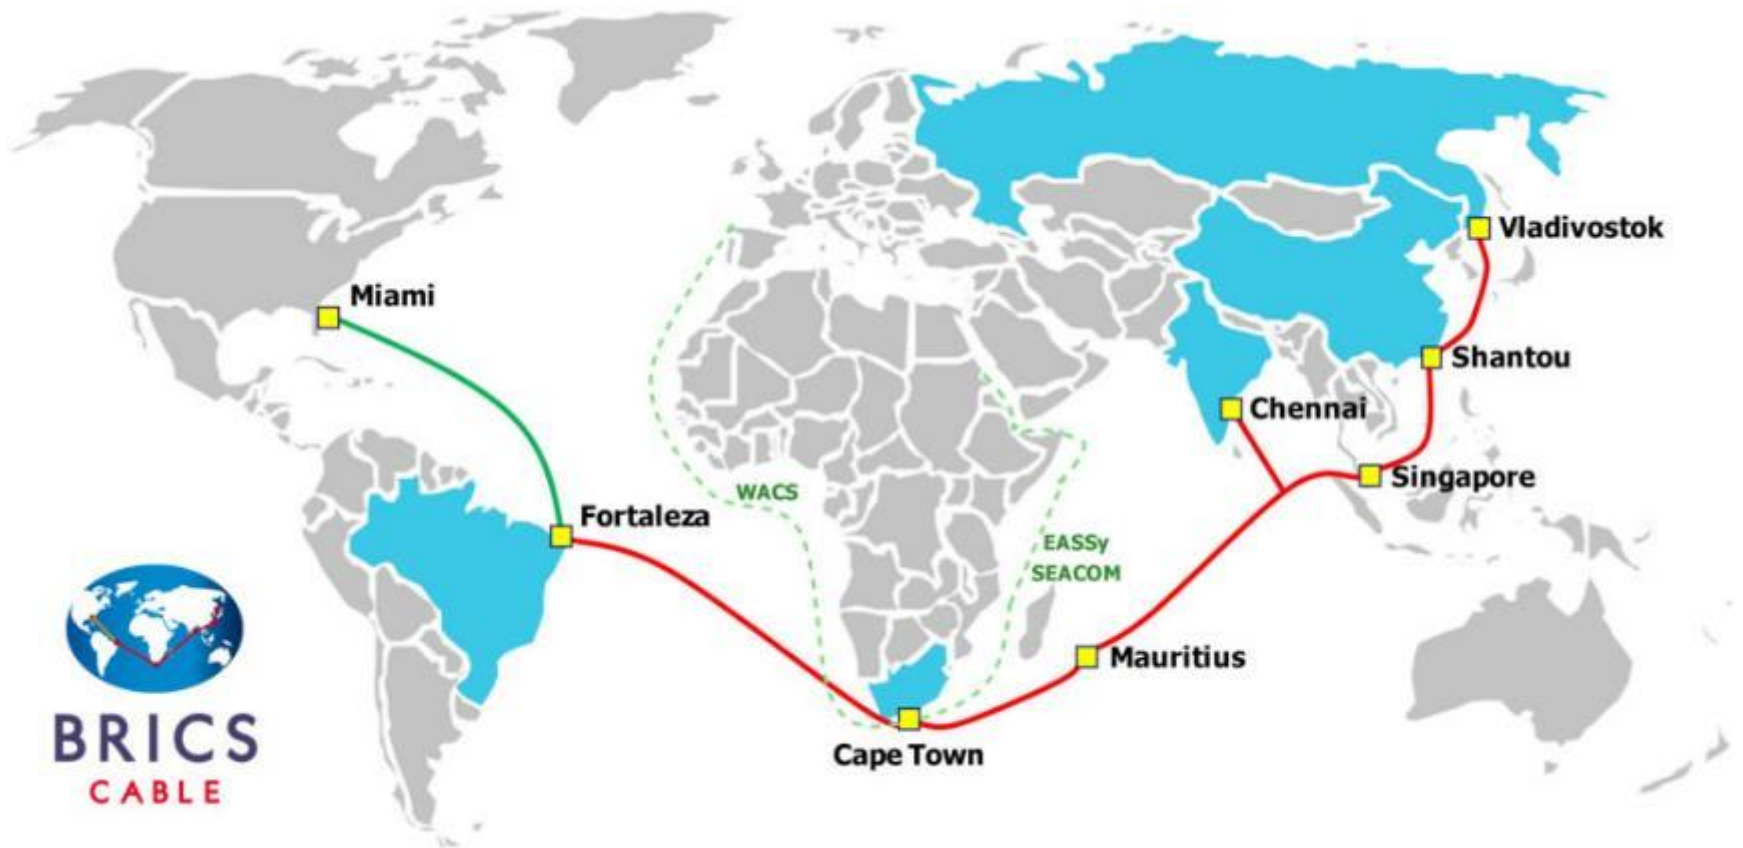 Vladivostok
Miami
Shantou
Chennai
Singapore
WACS
Fortaleza
EASSy
SEACOM
Mauritius
BRICS
CABLE
Cape Town